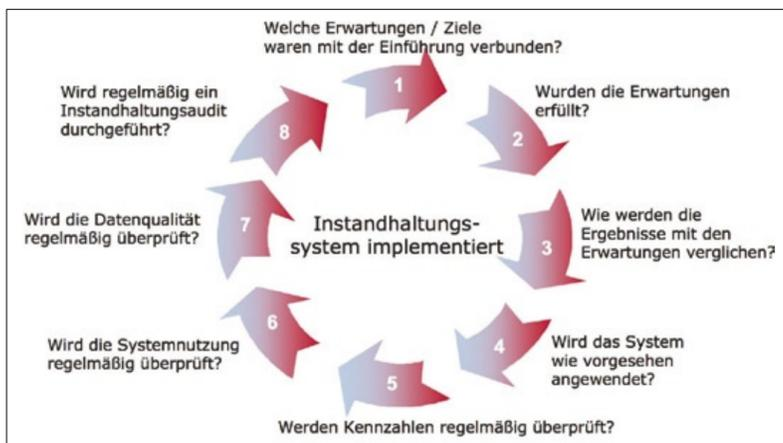 Welche Erwartungen / Ziele
waren mit der Einführung verbunden?
1
Wurden die Erwartungen
erfüllt?
2
Wie werden die
Ergebnisse mit den
Erwartungen verglichen?
3
Wird das System
wie vorgesehen
angewendet?
4
Werden Kennzahlen regelmäßig überprüft?
5
Wird die Systemnutzung
regelmäßig überprüft?
6
Wird die Datenqualität
regelmäßig überprüft?
7
Wird regelmäßig ein
Instandhaltungsaudit
durchgeführt?
8
Instandhaltungs-
system implementiert